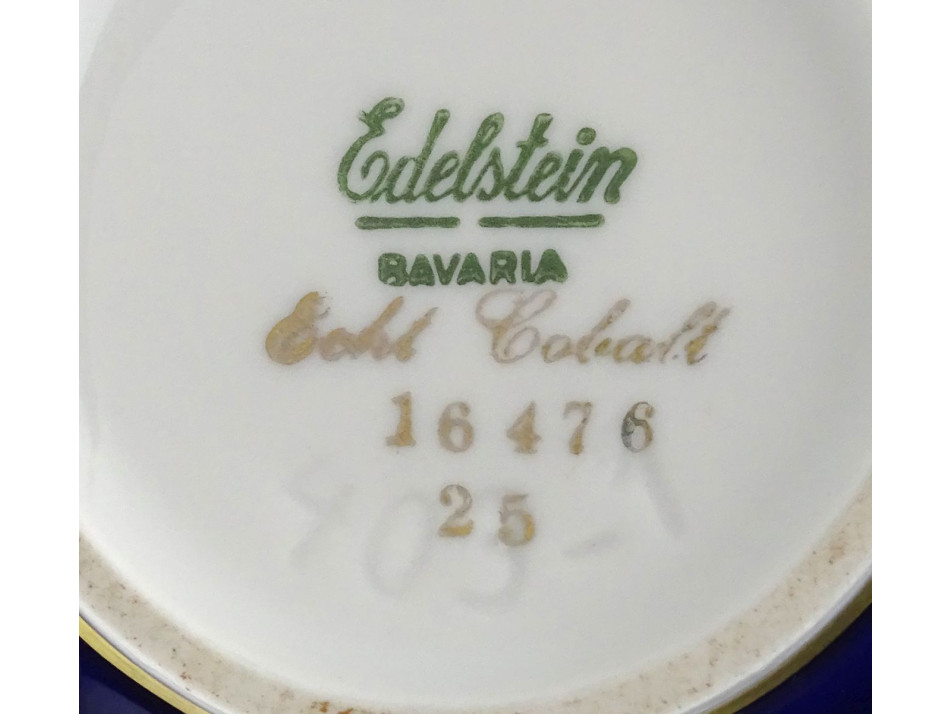 Edelstein
BAVARIA
Echt Cobalt
16476
25